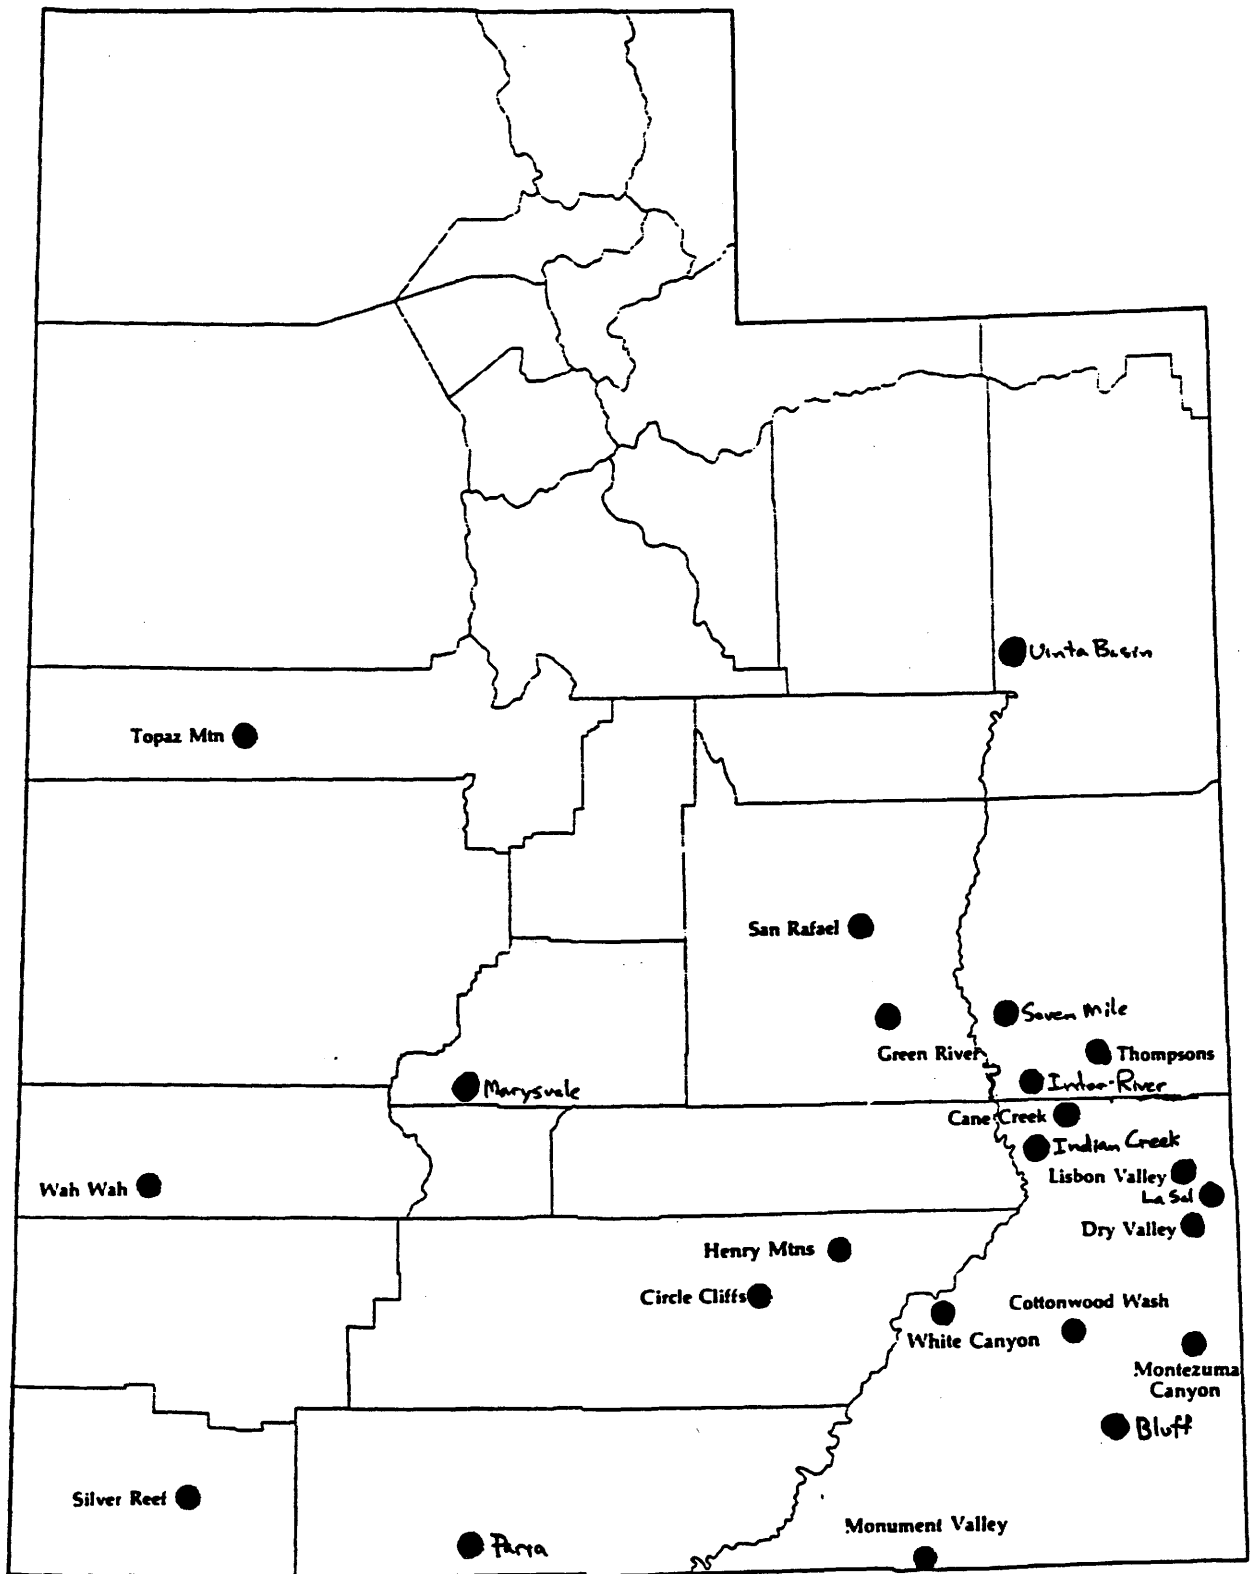 Uinta Basin
Topaz Mtn
San Rafael
Seven Mile
Green River
Thompsons
Inter-River
Marysvale
Cane Creek
Indian Creek
Lisbon Valley
Wah Wah
La Sal
Dry Valley
Henry Mtns
Circle Cliffs
Cottonwood Wash
White Canyon
Montezuma
Canyon
Bluff
Silver Reef
Monument Valley
Paria